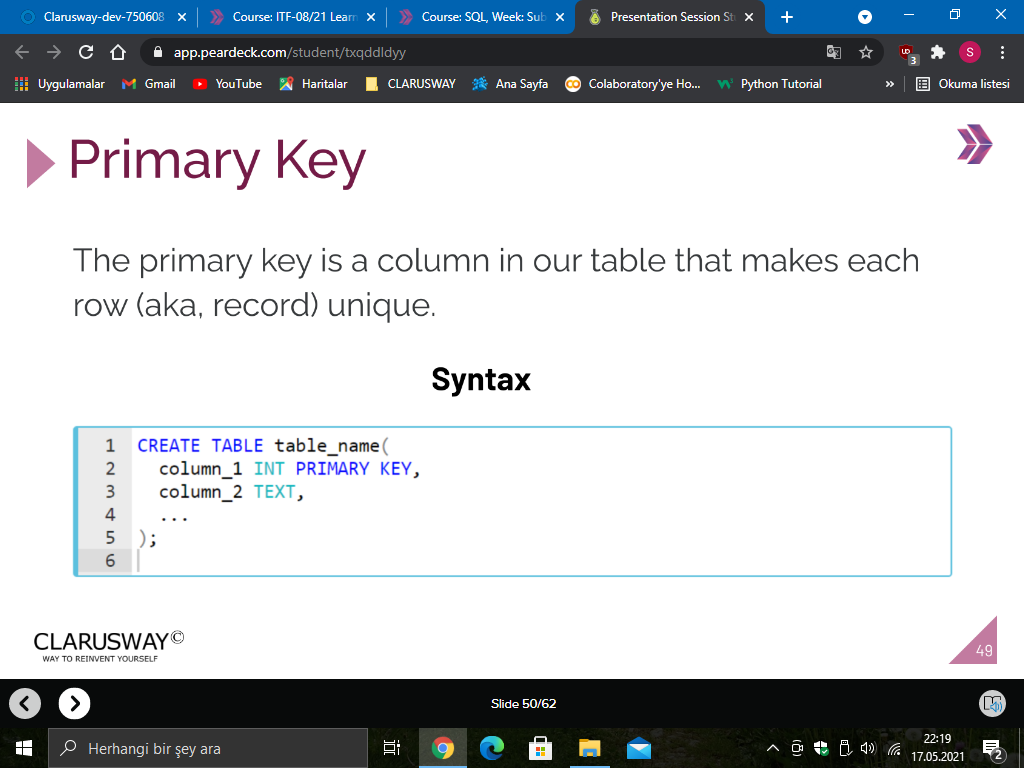 Clarusway-dev-750608
Course: ITF-08/21 Learn
Course: SQL, Week: Sub
Presentation Session St
app.peardeck.com/student/txqddldyy
3
S
Uygulamalar
Gmail
YouTube
Haritalar
CLARUSWAY
Ana Sayfa
Colaboratory'ye Ho...
Python Tutorial
»
Okuma listesi
Primary Key
The primary key is a column in our table that makes each
row (aka, record) unique.
Syntax
1 CREATE TABLE table_name(
2 column_1 INT PRIMARY KEY,
3 column_2 TEXT,
4 ...
5 );
6
CLARUSWAY©
WAY TO REINVENT YOURSELF
49
Slide 50/62
Herhangi bir şey ara
22:19
17.05.2021
2